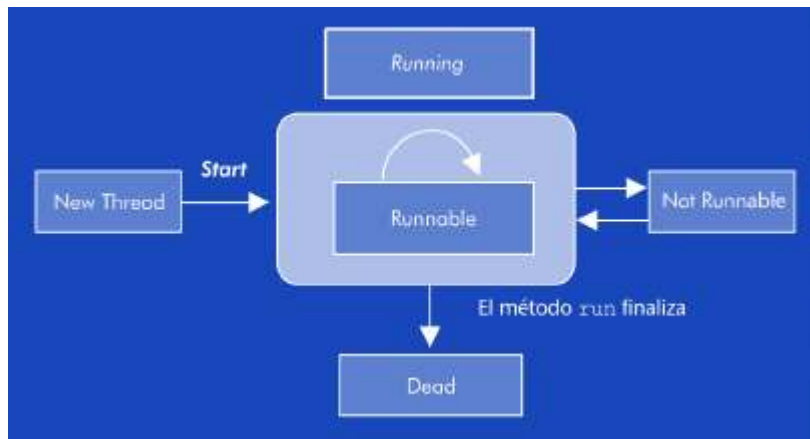 Running
Start
New Thread
Runnable
Not Runnable
El método run finaliza
Dead